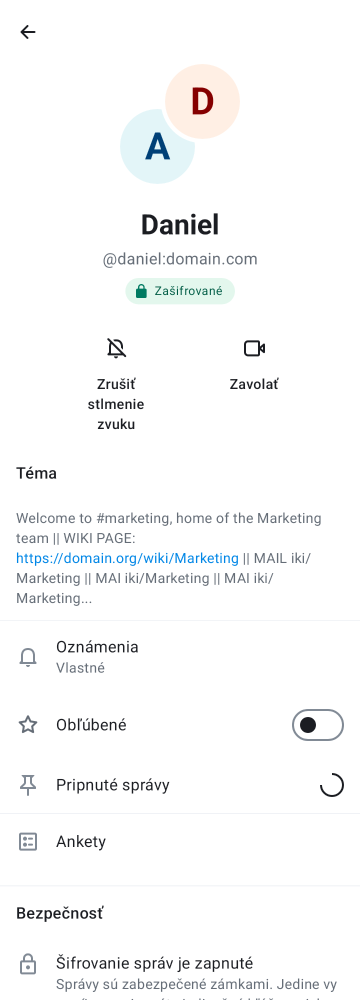 D
A
Daniel
@daniel:domain.com
Zašifrované
Zrušiť
stlmenie
zvuku
Zavolať
Téma
Welcome to #marketing, home of the Marketing
team || WIKI PAGE:
https://domain.org/wiki/Marketing || MAIL iki/
Marketing || MAI iki/Marketing || MAI iki/
Marketing...
Oznámenia
Vlastné
Obľúbené
Pripnuté správy
Ankety
Bezpečnosť
Šifrovanie správ je zapnuté
Správy sú zabezpečené zámkami. Jedine vy